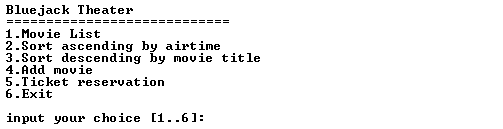 Bluejack Theater
============================
1.Movie List
2.Sort ascending by airtime
3.Sort descending by movie title
4.Add movie
5.Ticket reservation
6.Exit
input your choice [1..6]: